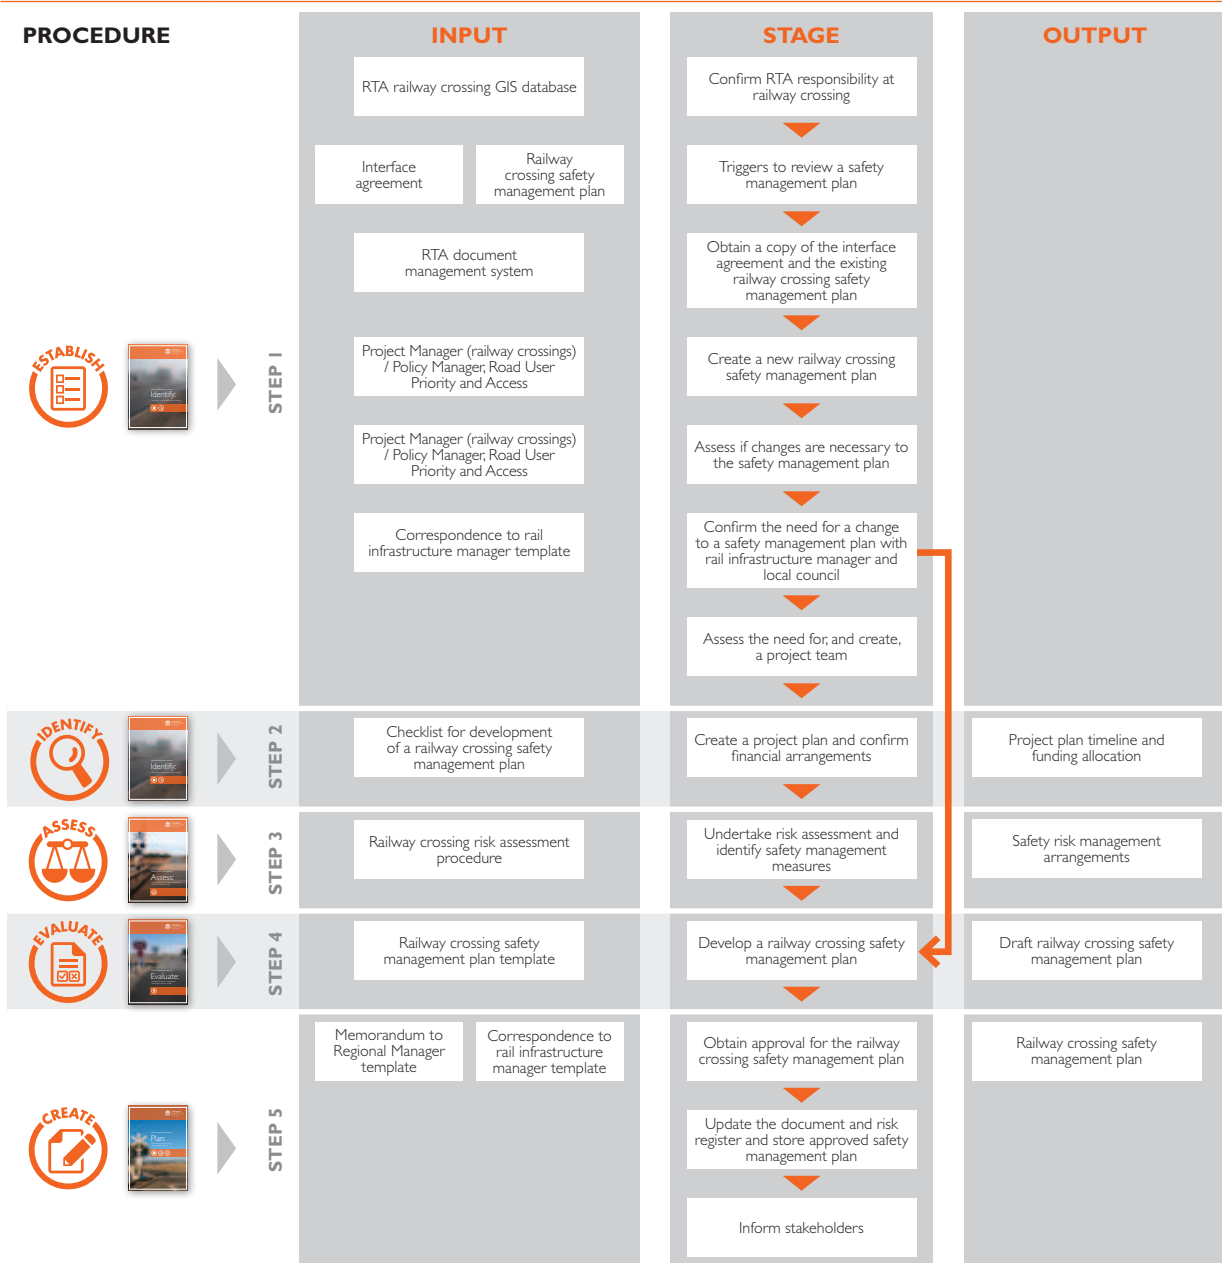 PROCEDURE
INPUT
STAGE
OUTPUT
RTA railway crossing GIS database
Confirm RTA responsibility at
railway crossing
Interface
agreement
Railway
crossing safety
management plan
Triggers to review a safety
management plan
RTA document
management system
Obtain a copy of the interface
agreement and the existing
railway crossing safety
management plan
ESTABLISH
Identify:
STEP 1
Project Manager (railway crossings)
/ Policy Manager, Road User
Priority and Access
Create a new railway crossing
safety management plan
Project Manager (railway crossings)
/ Policy Manager, Road User
Priority and Access
Assess if changes are necessary to
the safety management plan
Correspondence to rail
infrastructure manager template
Confirm the need for a change
to a safety management plan with
rail infrastructure manager and
local council
Assess the need for, and create,
a project team
IDENTIFY
Identify:
STEP 2
Checklist for development
of a railway crossing safety
management plan
Create a project plan and confirm
financial arrangements
Project plan timeline and
funding allocation
ASSESS
Assess:
STEP 3
Railway crossing risk assessment
procedure
Undertake risk assessment and
identify safety management
measures
Safety risk management
arrangements
EVALUATE
Evaluate:
STEP 4
Railway crossing safety
management plan template
Develop a railway crossing safety
management plan
Draft railway crossing safety
management plan
CREATE
Plan:
STEP 5
Memorandum to
Regional Manager
template
Correspondence to
rail infrastructure
manager template
Obtain approval for the railway
crossing safety management plan
Railway crossing safety
management plan
Update the document and risk
register and store approved safety
management plan
Inform stakeholders